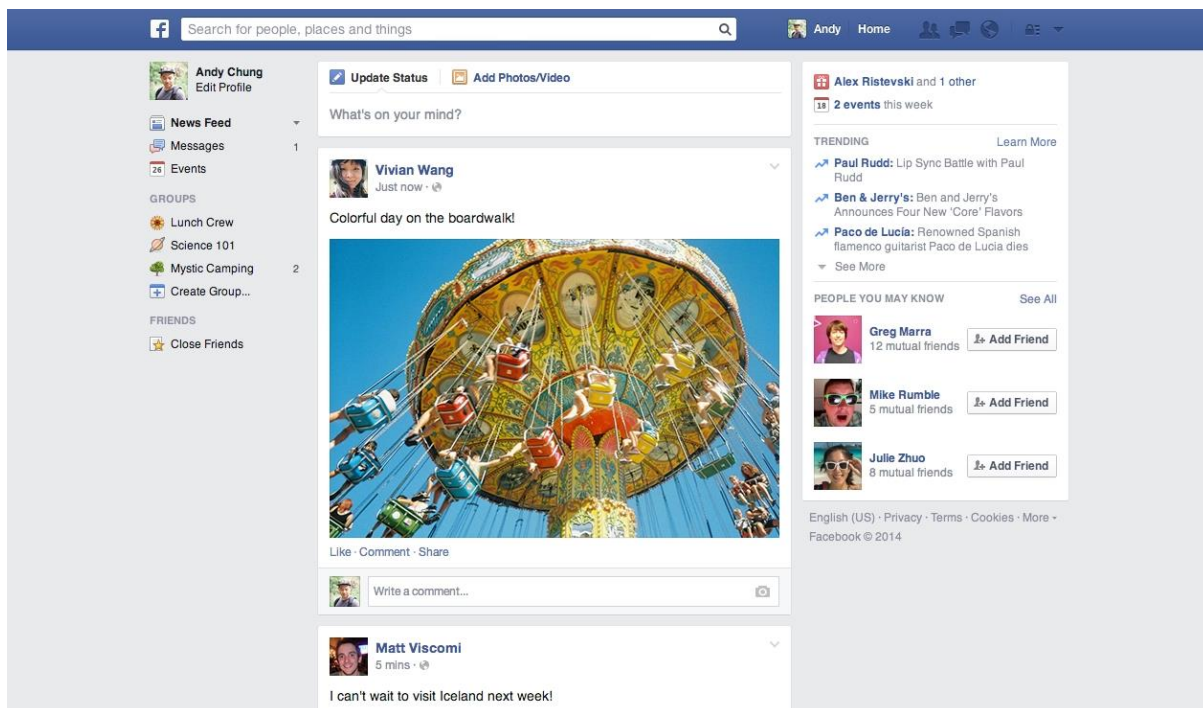 f
Search for people, places and things
Andy
Home
Andy Chung
Edit Profile
News Feed
Messages 1
26 Events
GROUPS
Lunch Crew
Science 101
Mystic Camping 2
Create Group...
FRIENDS
Close Friends
Update Status
Add Photos/Video
What's on your mind?
Vivian Wang
Just now ·
Colorful day on the boardwalk!
Like · Comment · Share
Write a comment...
Matt Viscomi
5 mins ·
I can't wait to visit Iceland next week!
Alex Ristevski and 1 other
18 2 events this week
TRENDING Learn More
Paul Rudd: Lip Sync Battle with Paul
Rudd
Ben & Jerry's: Ben and Jerry's
Announces Four New 'Core' Flavors
Paco de Lucía: Renowned Spanish
flamenco guitarist Paco de Lucia dies
See More
PEOPLE YOU MAY KNOW See All
Greg Marra
12 mutual friends
Add Friend
Mike Rumble
5 mutual friends
Add Friend
Julie Zhuo
8 mutual friends
Add Friend
English (US) · Privacy · Terms · Cookies · More
Facebook © 2014